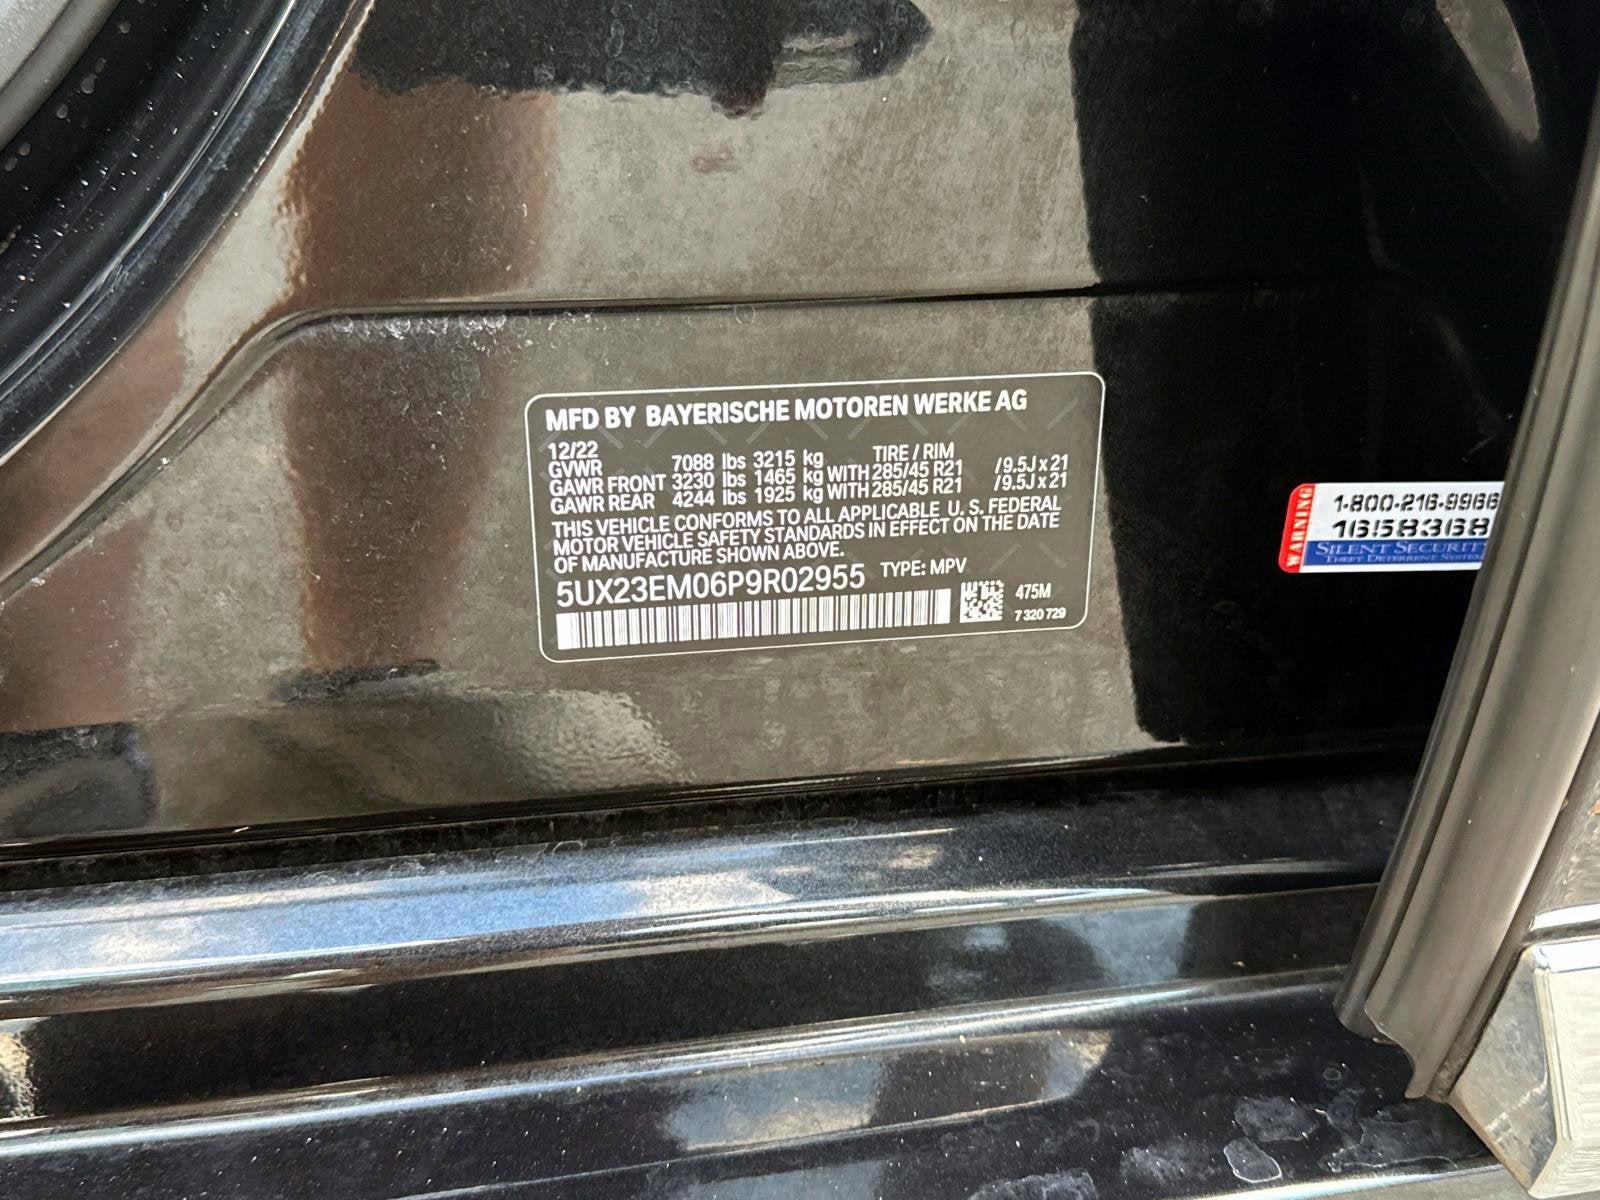 MFD BY BAYERISCHE MOTOREN WERKE AG
12/22 TIRE / RIM
GVWR 7088 lbs 3215 kg
GAWR FRONT 3230 lbs 1465 kg WITH 285/45 R21 /9.5J x 21
GAWR REAR 4244 lbs 1925 kg WITH 285/45 R21 /9.5J x 21
THIS VEHICLE CONFORMS TO ALL APPLICABLE U. S. FEDERAL
MOTOR VEHICLE SAFETY STANDARDS IN EFFECT ON THE DATE
OF MANUFACTURE SHOWN ABOVE.
5UX23EM06P9R02955 TYPE: MPV
475M
7 320 729
WARNING
1-800-216-9966
1658368
SILENT SECURITY
THEFT DETERRENT SYSTEM